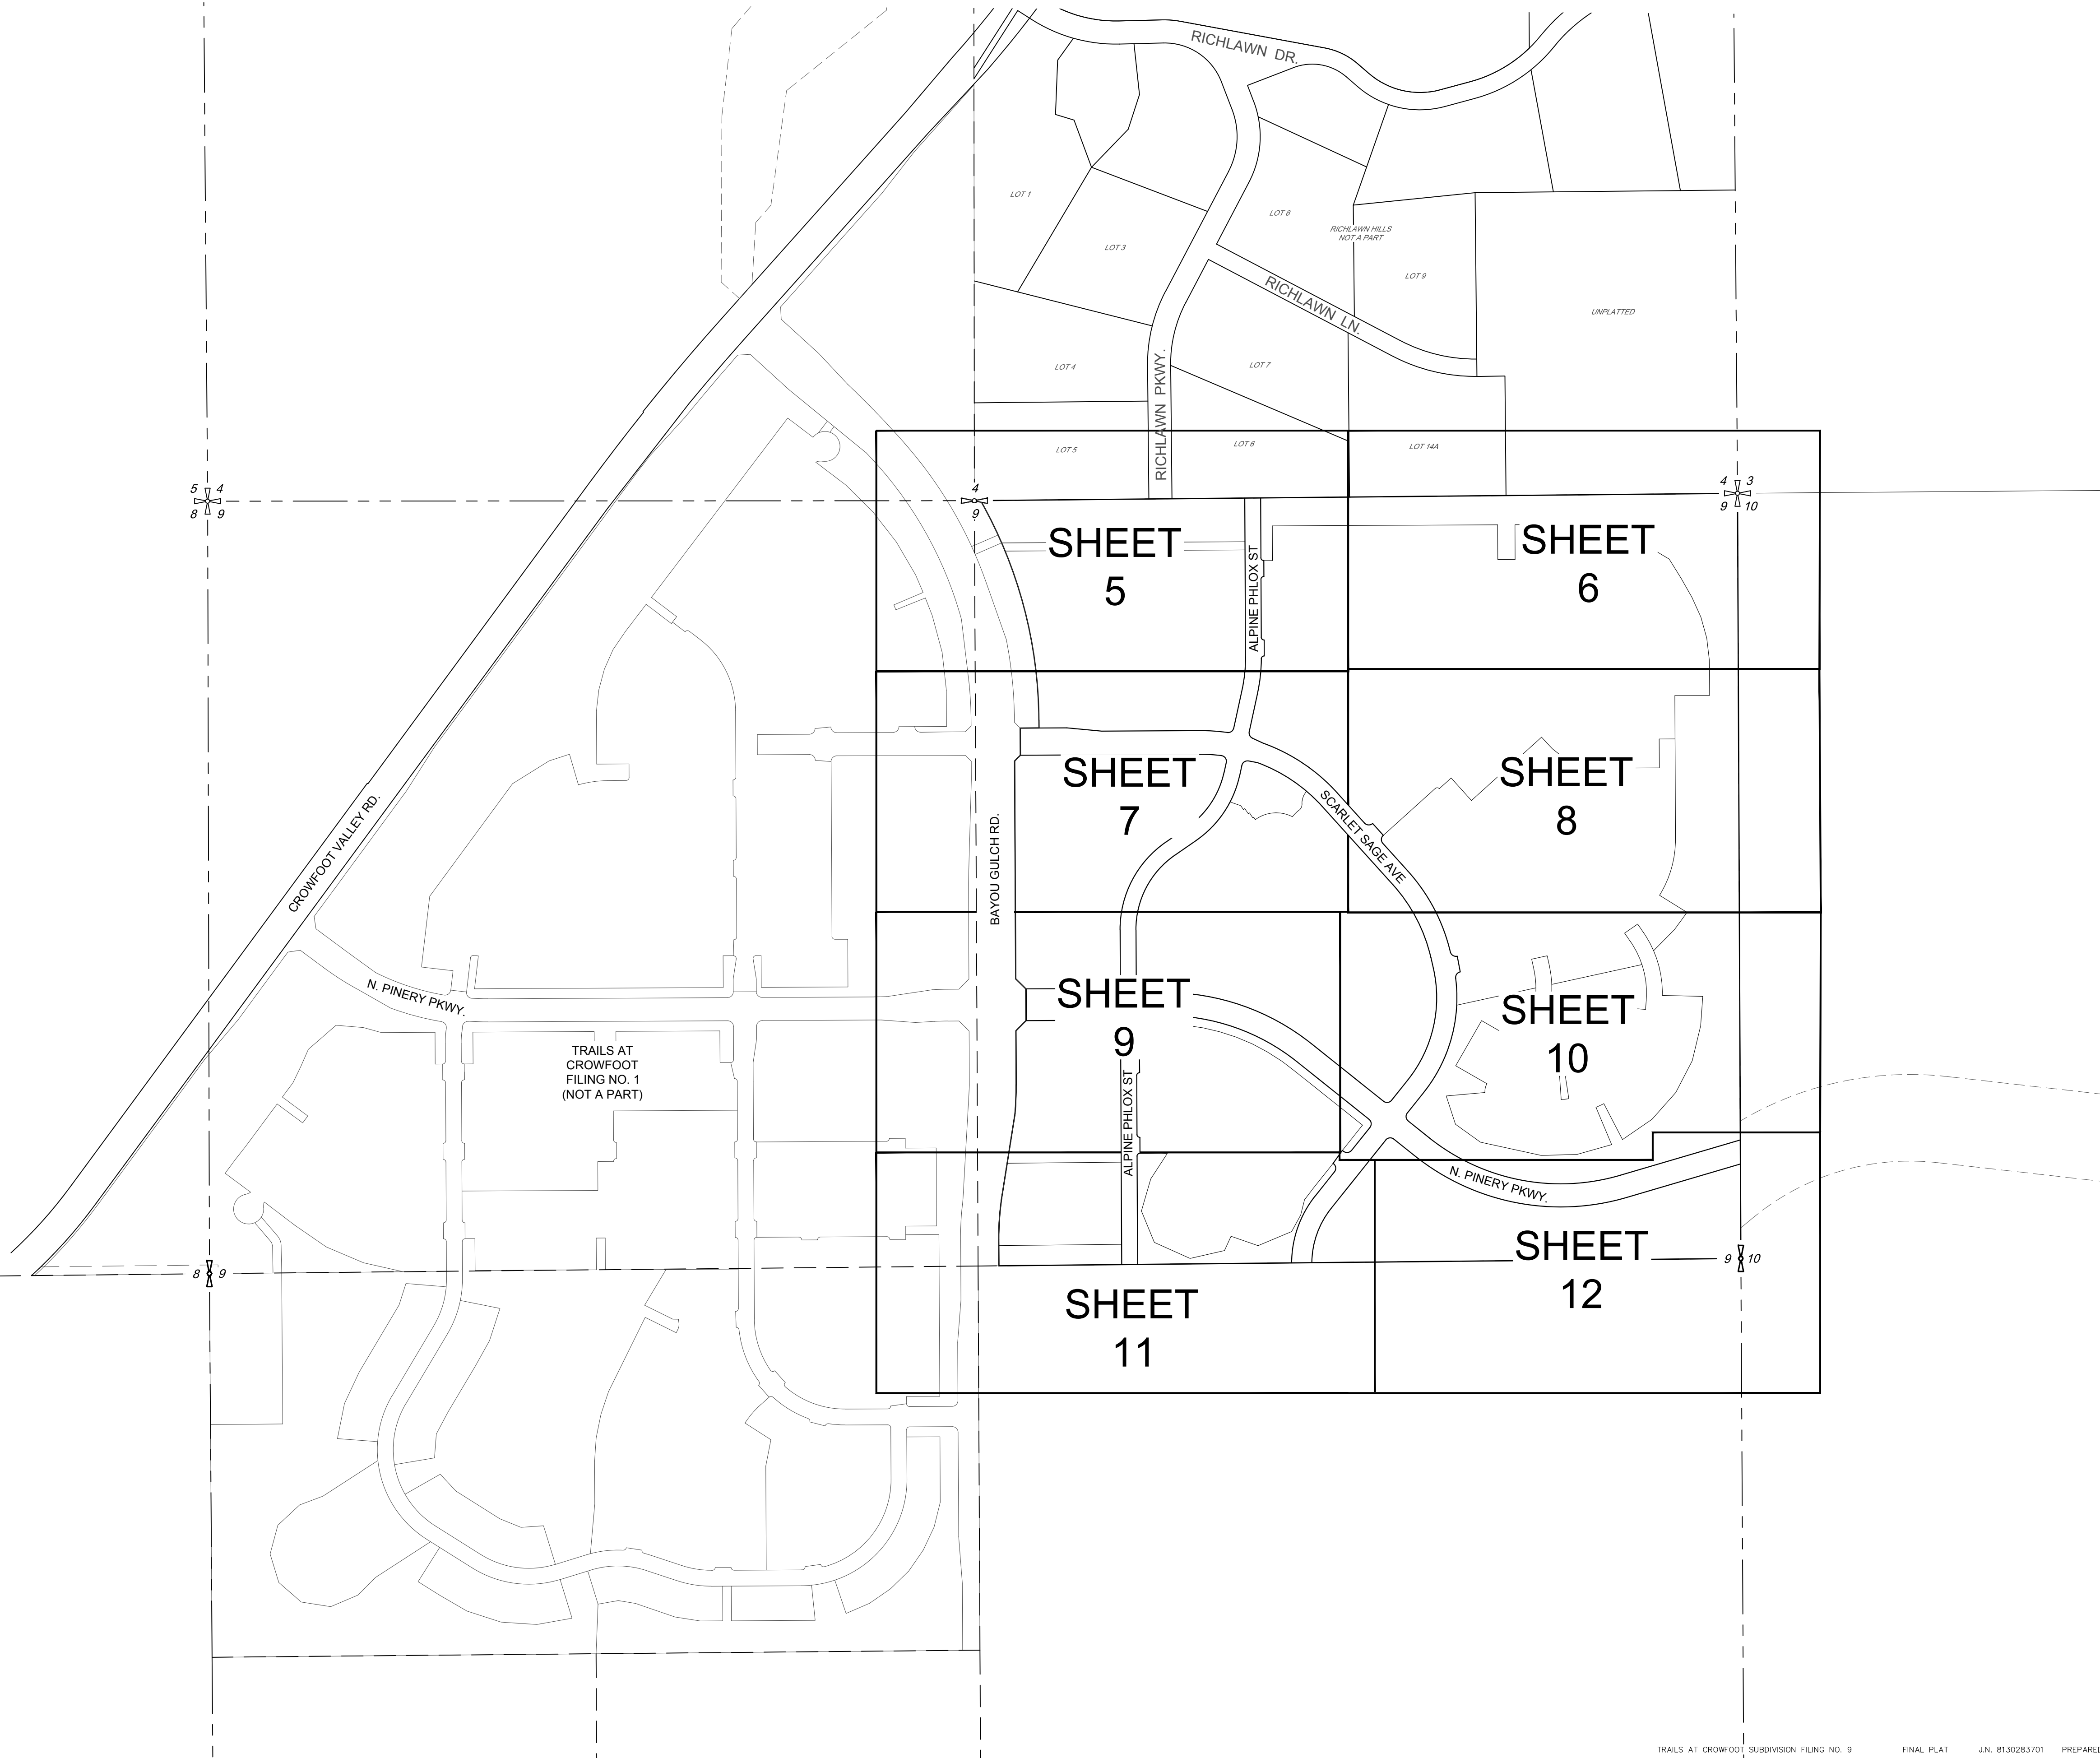 RICHLAWN DR.
LOT 1
LOT 8
RICHLAWN HILLS
NOT A PART
LOT 3
LOT 9
RICHLAWN LN.
UNPLATTED
LOT 4
RICHLAWN PKWY.
LOT 7
LOT 5
LOT 6
LOT 14A
5 4
8 9
4
9
4 3
9 10
SHEET
5
ALPINE PHLOX ST
SHEET
6
SHEET
7
SCARLET SAGE AVE
SHEET
8
CROWFOOT VALLEY RD.
BAYOU GULCH RD.
N. PINERY PKWY.
SHEET
9
SHEET
10
TRAILS AT
CROWFOOT
FILING NO. 1
(NOT A PART)
ALPINE PHLOX ST
N. PINERY PKWY.
8 9
SHEET
11
SHEET
12
9 10
TRAILS AT CROWFOOT SUBDIVISION FILING NO. 9 FINAL PLAT J.N. 8130283701 PREPARED